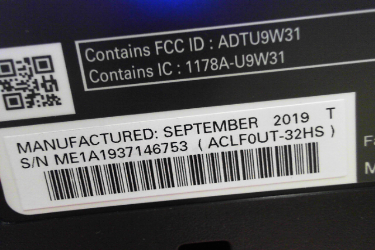 Contains FCC ID : ADTU9W31
Contains IC : 1178A-U9W31
MANUFACTURED: SEPTEMBER 2019 T
S/N ME1A1937146753 ( ACLF0UT-32HS )